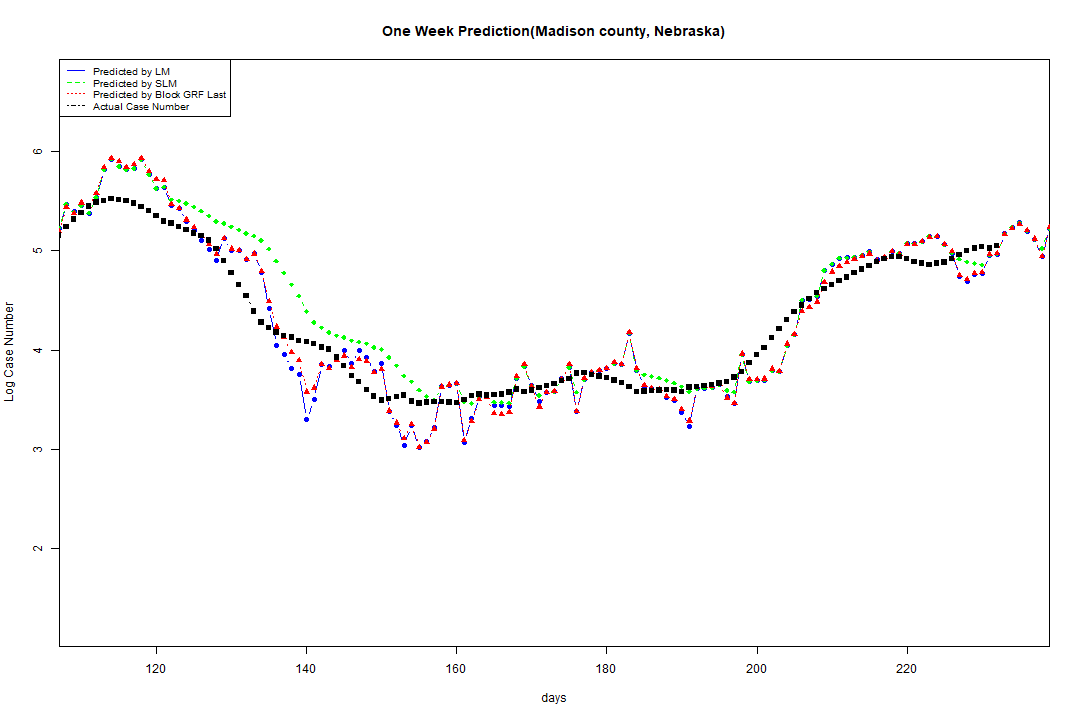 One Week Prediction(Madison county, Nebraska)
Predicted by LM
Predicted by SLM
Predicted by Block GRF Last
Actual Case Number
6
5
4
3
2
Log Case Number
120 140 160 180 200 220
days